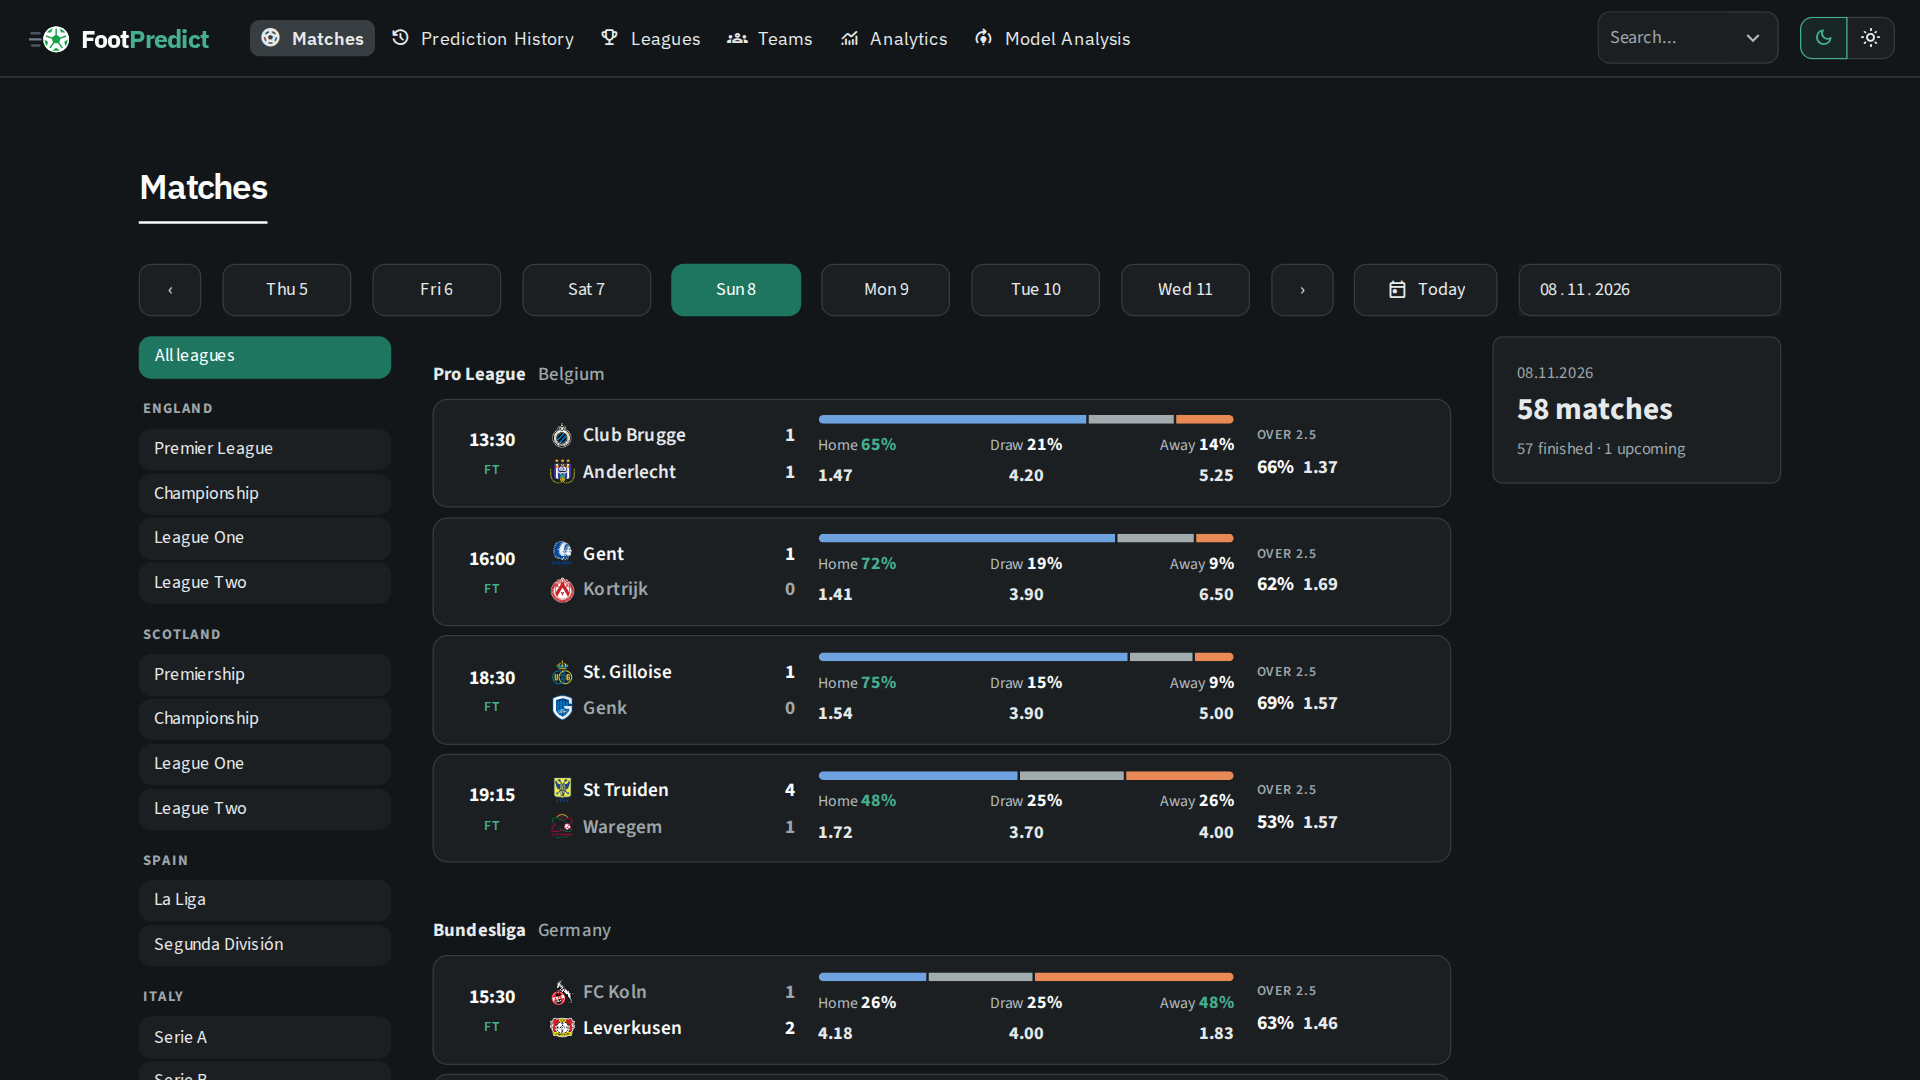 FootPredict
Matches
Prediction History
Leagues
Teams
Analytics
Model Analysis
Search...
Matches
‹
Thu 5
Fri 6
Sat 7
Sun 8
Mon 9
Tue 10
Wed 11
›
Today
08.11.2026
All leagues
ENGLAND
Premier League
Championship
League One
League Two
SCOTLAND
Premiership
Championship
League One
League Two
SPAIN
La Liga
Segunda División
ITALY
Serie A
Serie B
Pro League Belgium
13:30
FT
Club Brugge 1
Anderlecht 1
Home 65% Draw 21% Away 14%
1.47 4.20 5.25
OVER 2.5
66% 1.37
16:00
FT
Gent 1
Kortrijk 0
Home 72% Draw 19% Away 9%
1.41 3.90 6.50
OVER 2.5
62% 1.69
18:30
FT
St. Gilloise 1
Genk 0
Home 75% Draw 15% Away 9%
1.54 3.90 5.00
OVER 2.5
69% 1.57
19:15
FT
St Truiden 4
Waregem 1
Home 48% Draw 25% Away 26%
1.72 3.70 4.00
OVER 2.5
53% 1.57
Bundesliga Germany
15:30
FT
FC Koln 1
Leverkusen 2
Home 26% Draw 25% Away 48%
4.18 4.00 1.83
OVER 2.5
63% 1.46
08.11.2026
58 matches
57 finished · 1 upcoming